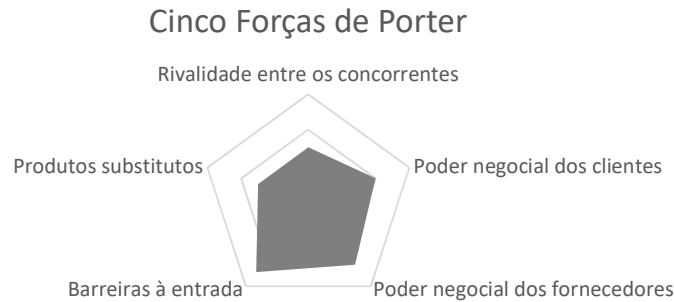 Cinco Forças de Porter
Rivalidade entre os concorrentes
Produtos substitutos
Poder negocial dos clientes
Barreiras à entrada
Poder negocial dos fornecedores